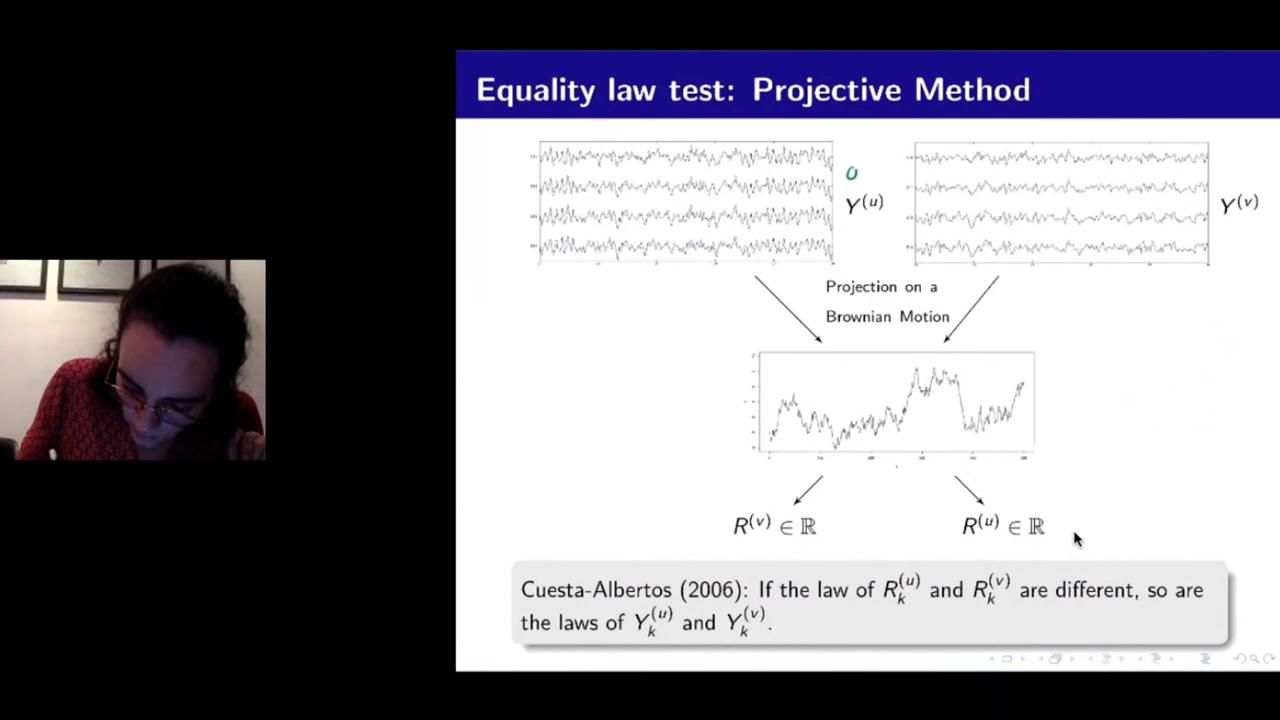 Equality law test: Projective Method
0
Y^(u)
Y^(v)
Projection on a
Brownian Motion
R^(v) ∈ ℝ
R^(u) ∈ ℝ
Cuesta-Albertos (2006): If the law of R_k^(u) and R_k^(v) are different, so are
the laws of Y_k^(u) and Y_k^(v).